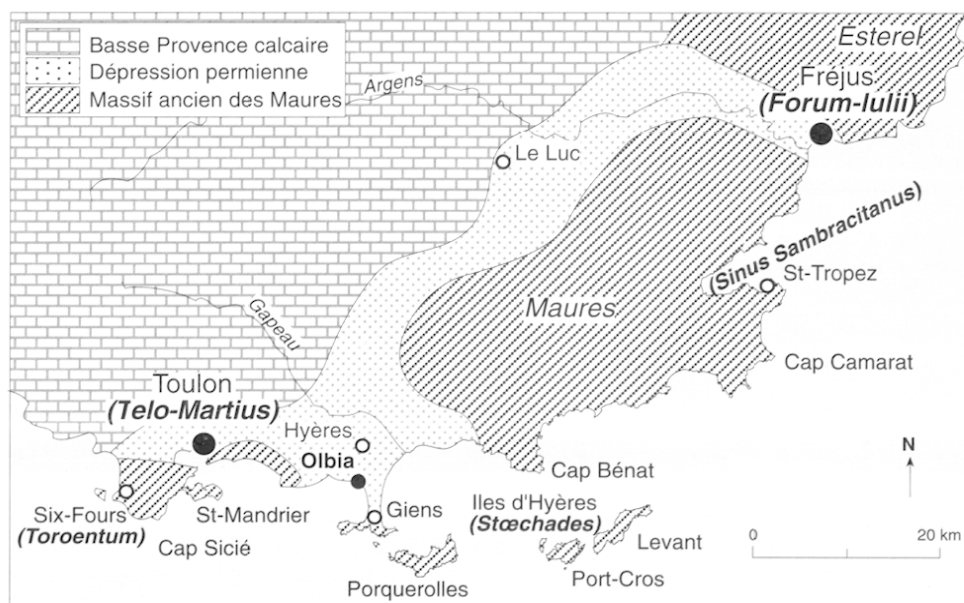 Basse Provence calcaire
Dépression permienne
Massif ancien des Maures
Esterel
Argens
Fréjus
(Forum-Iulii)
Le Luc
(Sinus Sambracitanus)
St-Tropez
Maures
Gapeau
Cap Camarat
Toulon
(Telo-Martius)
Hyères
Olbia
N
Cap Bénat
Six-Fours
(Toroentum)
St-Mandrier
Giens
Iles d'Hyères
(Stœchades)
Cap Sicié
Levant
0 20 km
Port-Cros
Porquerolles